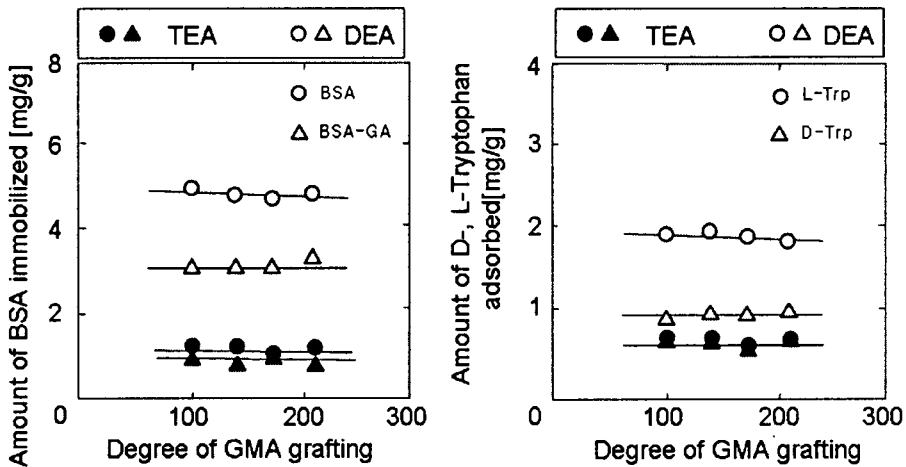 TEA DEA
8
6
4
2
0
BSA
BSA-GA
100 200 300
Degree of GMA grafting
Amount of BSA immobilized [mg/g]
TEA DEA
4
3
2
1
0
L-Trp
D-Trp
100 200 300
Degree of GMA grafting
Amount of D-, L-Tryptophan
adsorbed[mg/g]